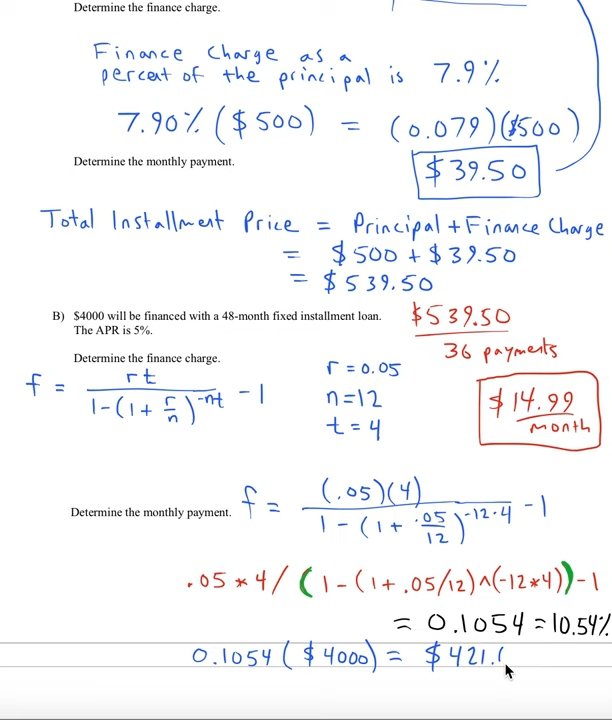 Determine the finance charge.
Finance Charge as a
percent of the principal is 7.9%
7.90% ($500) = (0.079)($500)
Determine the monthly payment.
$39.50
Total Installment Price = Principal + Finance Charge
= $500 + $39.50
= $539.50
B) $4000 will be financed with a 48-month fixed installment loan.
The APR is 5%.
$539.50
36 payments
Determine the finance charge.
f = rt / 1-(1+ r/n)^-nt - 1
r = 0.05
n=12
t = 4
$14.99
month
Determine the monthly payment.
f = (.05)(4) / 1 - (1 + .05/12)^-12·4 - 1
.05 * 4 / (1-(1+.05/12)^(-12*4)) - 1
= 0.1054 = 10.54%
0.1054 ($4000) = $421.